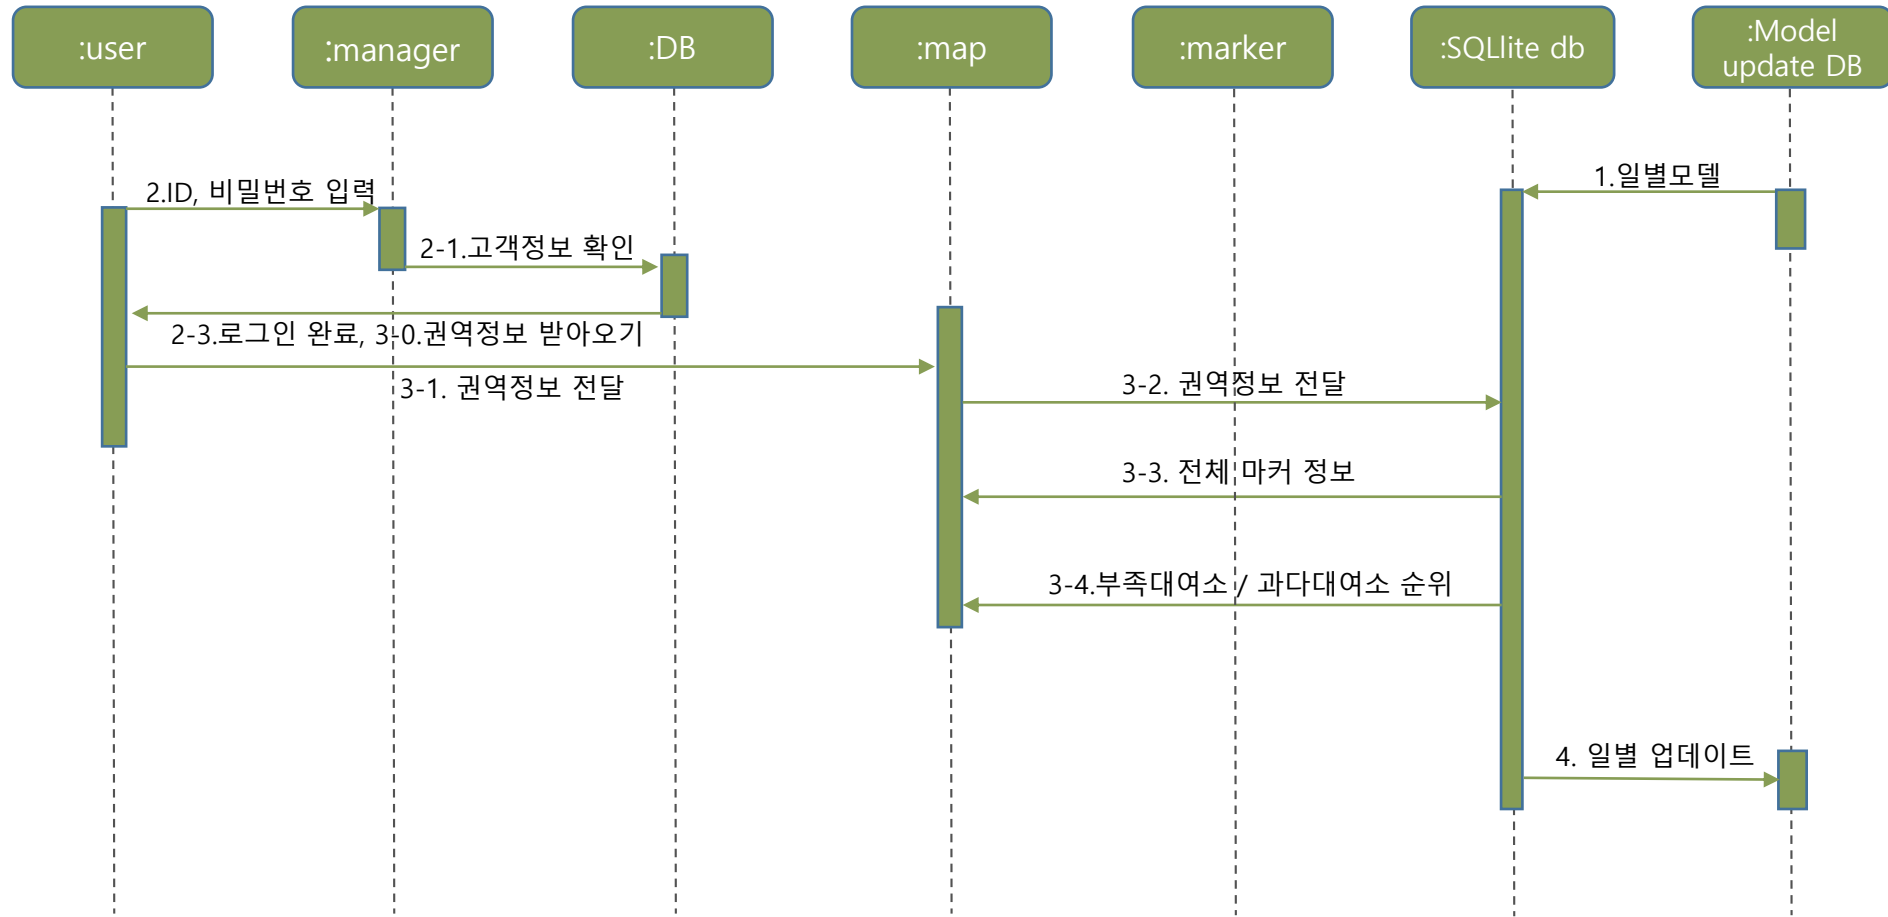 :user
:manager
:DB
:map
:marker
:SQLlite db
:Model
update DB
1.일별모델
2.ID, 비밀번호 입력
2-1.고객정보 확인
2-3.로그인 완료, 3-0.권역정보 받아오기
3-1. 권역정보 전달
3-2. 권역정보 전달
3-3. 전체 마커 정보
3-4.부족대여소 / 과다대여소 순위
4. 일별 업데이트